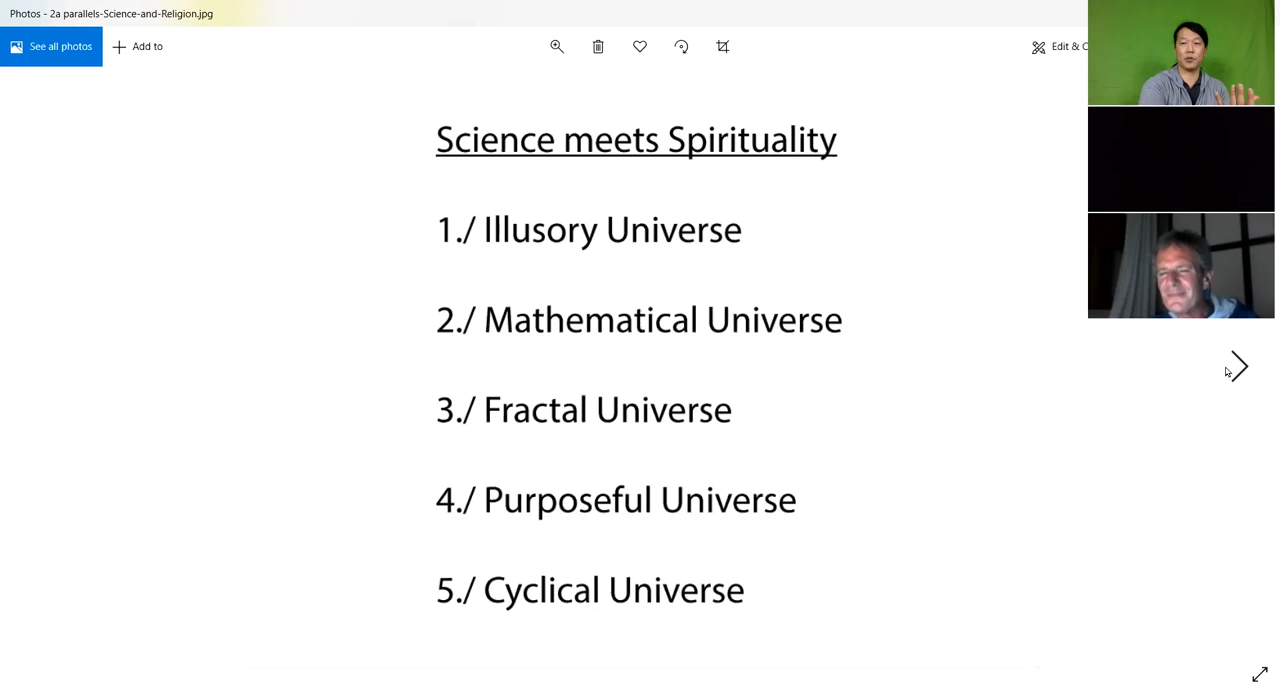 Photos - 2a parallels-Science-and-Religion.jpg
See all photos
Add to
Edit & C
Science meets Spirituality
1./ Illusory Universe
2./ Mathematical Universe
3./ Fractal Universe
4./ Purposeful Universe
5./ Cyclical Universe